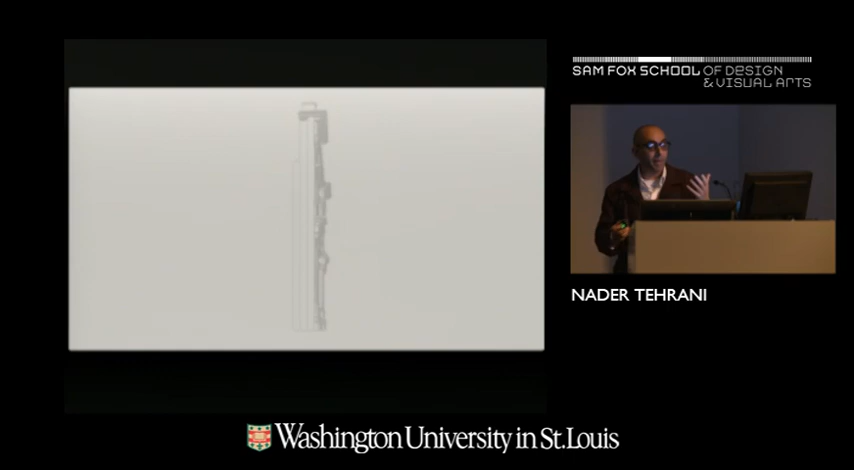 SAM FOX SCHOOL OF DESIGN
& VISUAL ARTS
NADER TEHRANI
Washington University in St. Louis